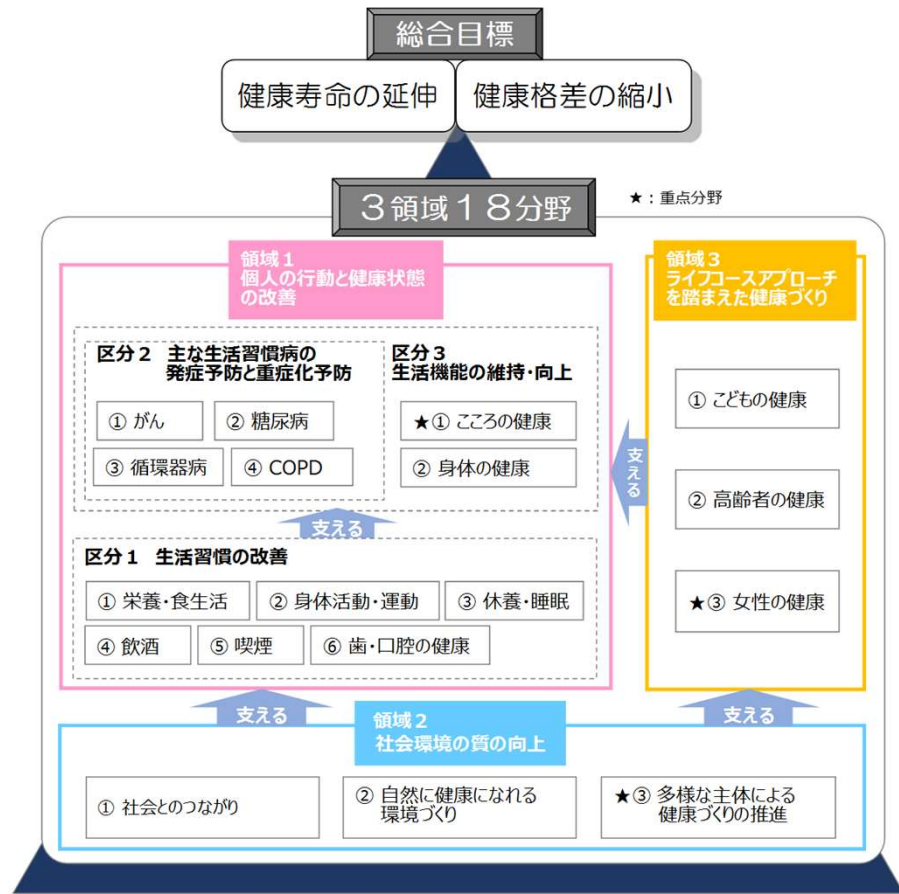 総合目標
健康寿命の延伸
健康格差の縮小
3領域18分野
★：重点分野
領域1
個人の行動と健康状態
の改善
区分2 主な生活習慣病の
発症予防と重症化予防
① がん
② 糖尿病
③ 循環器病
④ COPD
区分3
生活機能の維持・向上
★① こころの健康
② 身体の健康
支える
区分1 生活習慣の改善
① 栄養・食生活
② 身体活動・運動
③ 休養・睡眠
④ 飲酒
⑤ 喫煙
⑥ 歯・口腔の健康
支える
領域3
ライフコースアプローチ
を踏まえた健康づくり
① こどもの健康
② 高齢者の健康
★③ 女性の健康
支える
支える
領域2
社会環境の質の向上
① 社会とのつながり
② 自然に健康になれる
環境づくり
★③ 多様な主体による
健康づくりの推進